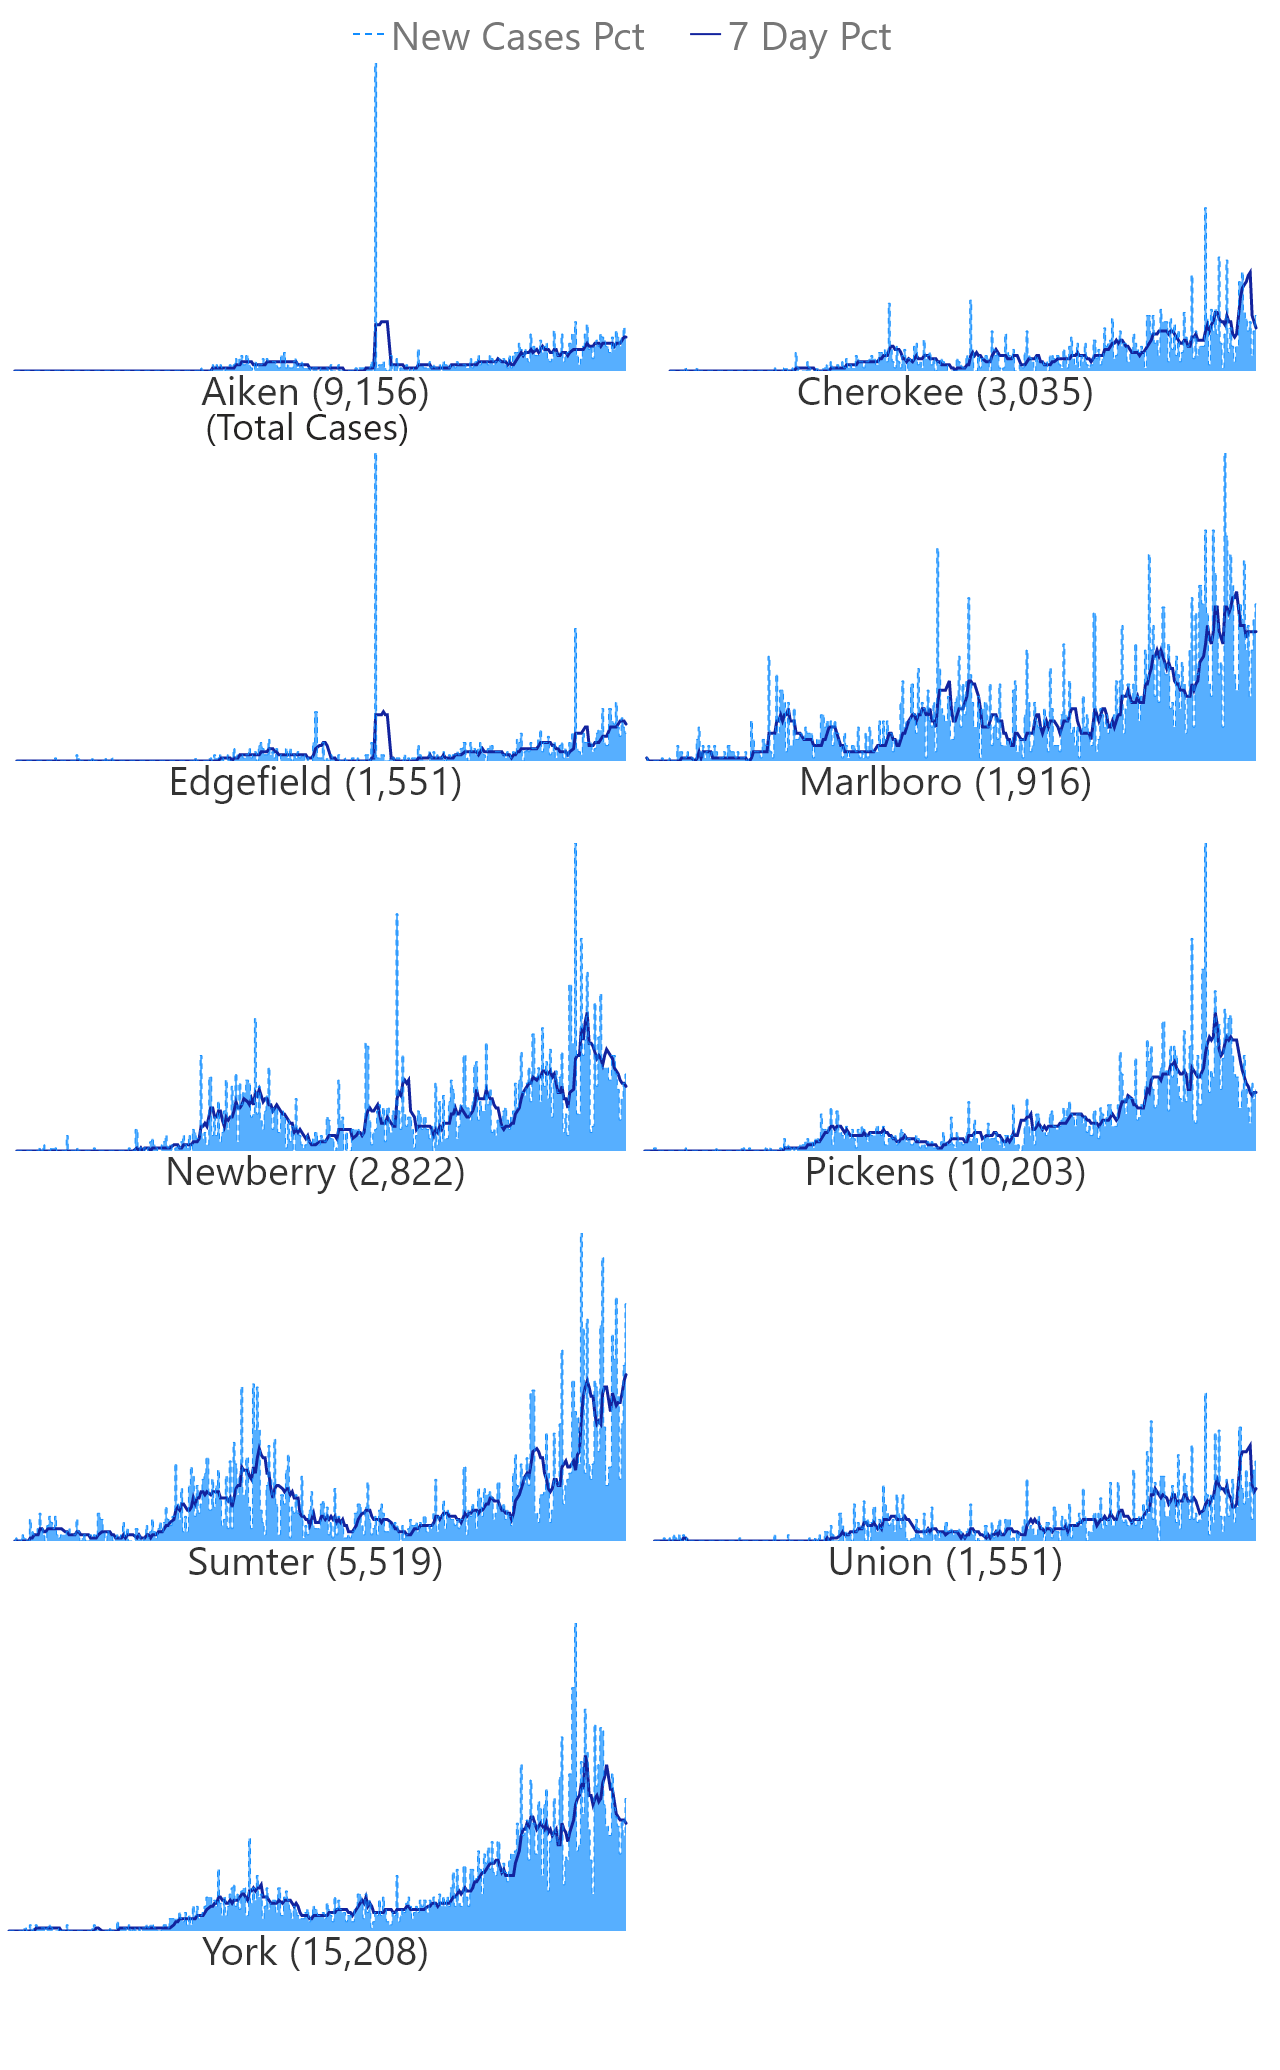 New Cases Pct 7 Day Pct
Aiken (9,156) Cherokee (3,035)
(Total Cases)
Edgefield (1,551) Marlboro (1,916)
Newberry (2,822) Pickens (10,203)
Sumter (5,519) Union (1,551)
York (15,208)